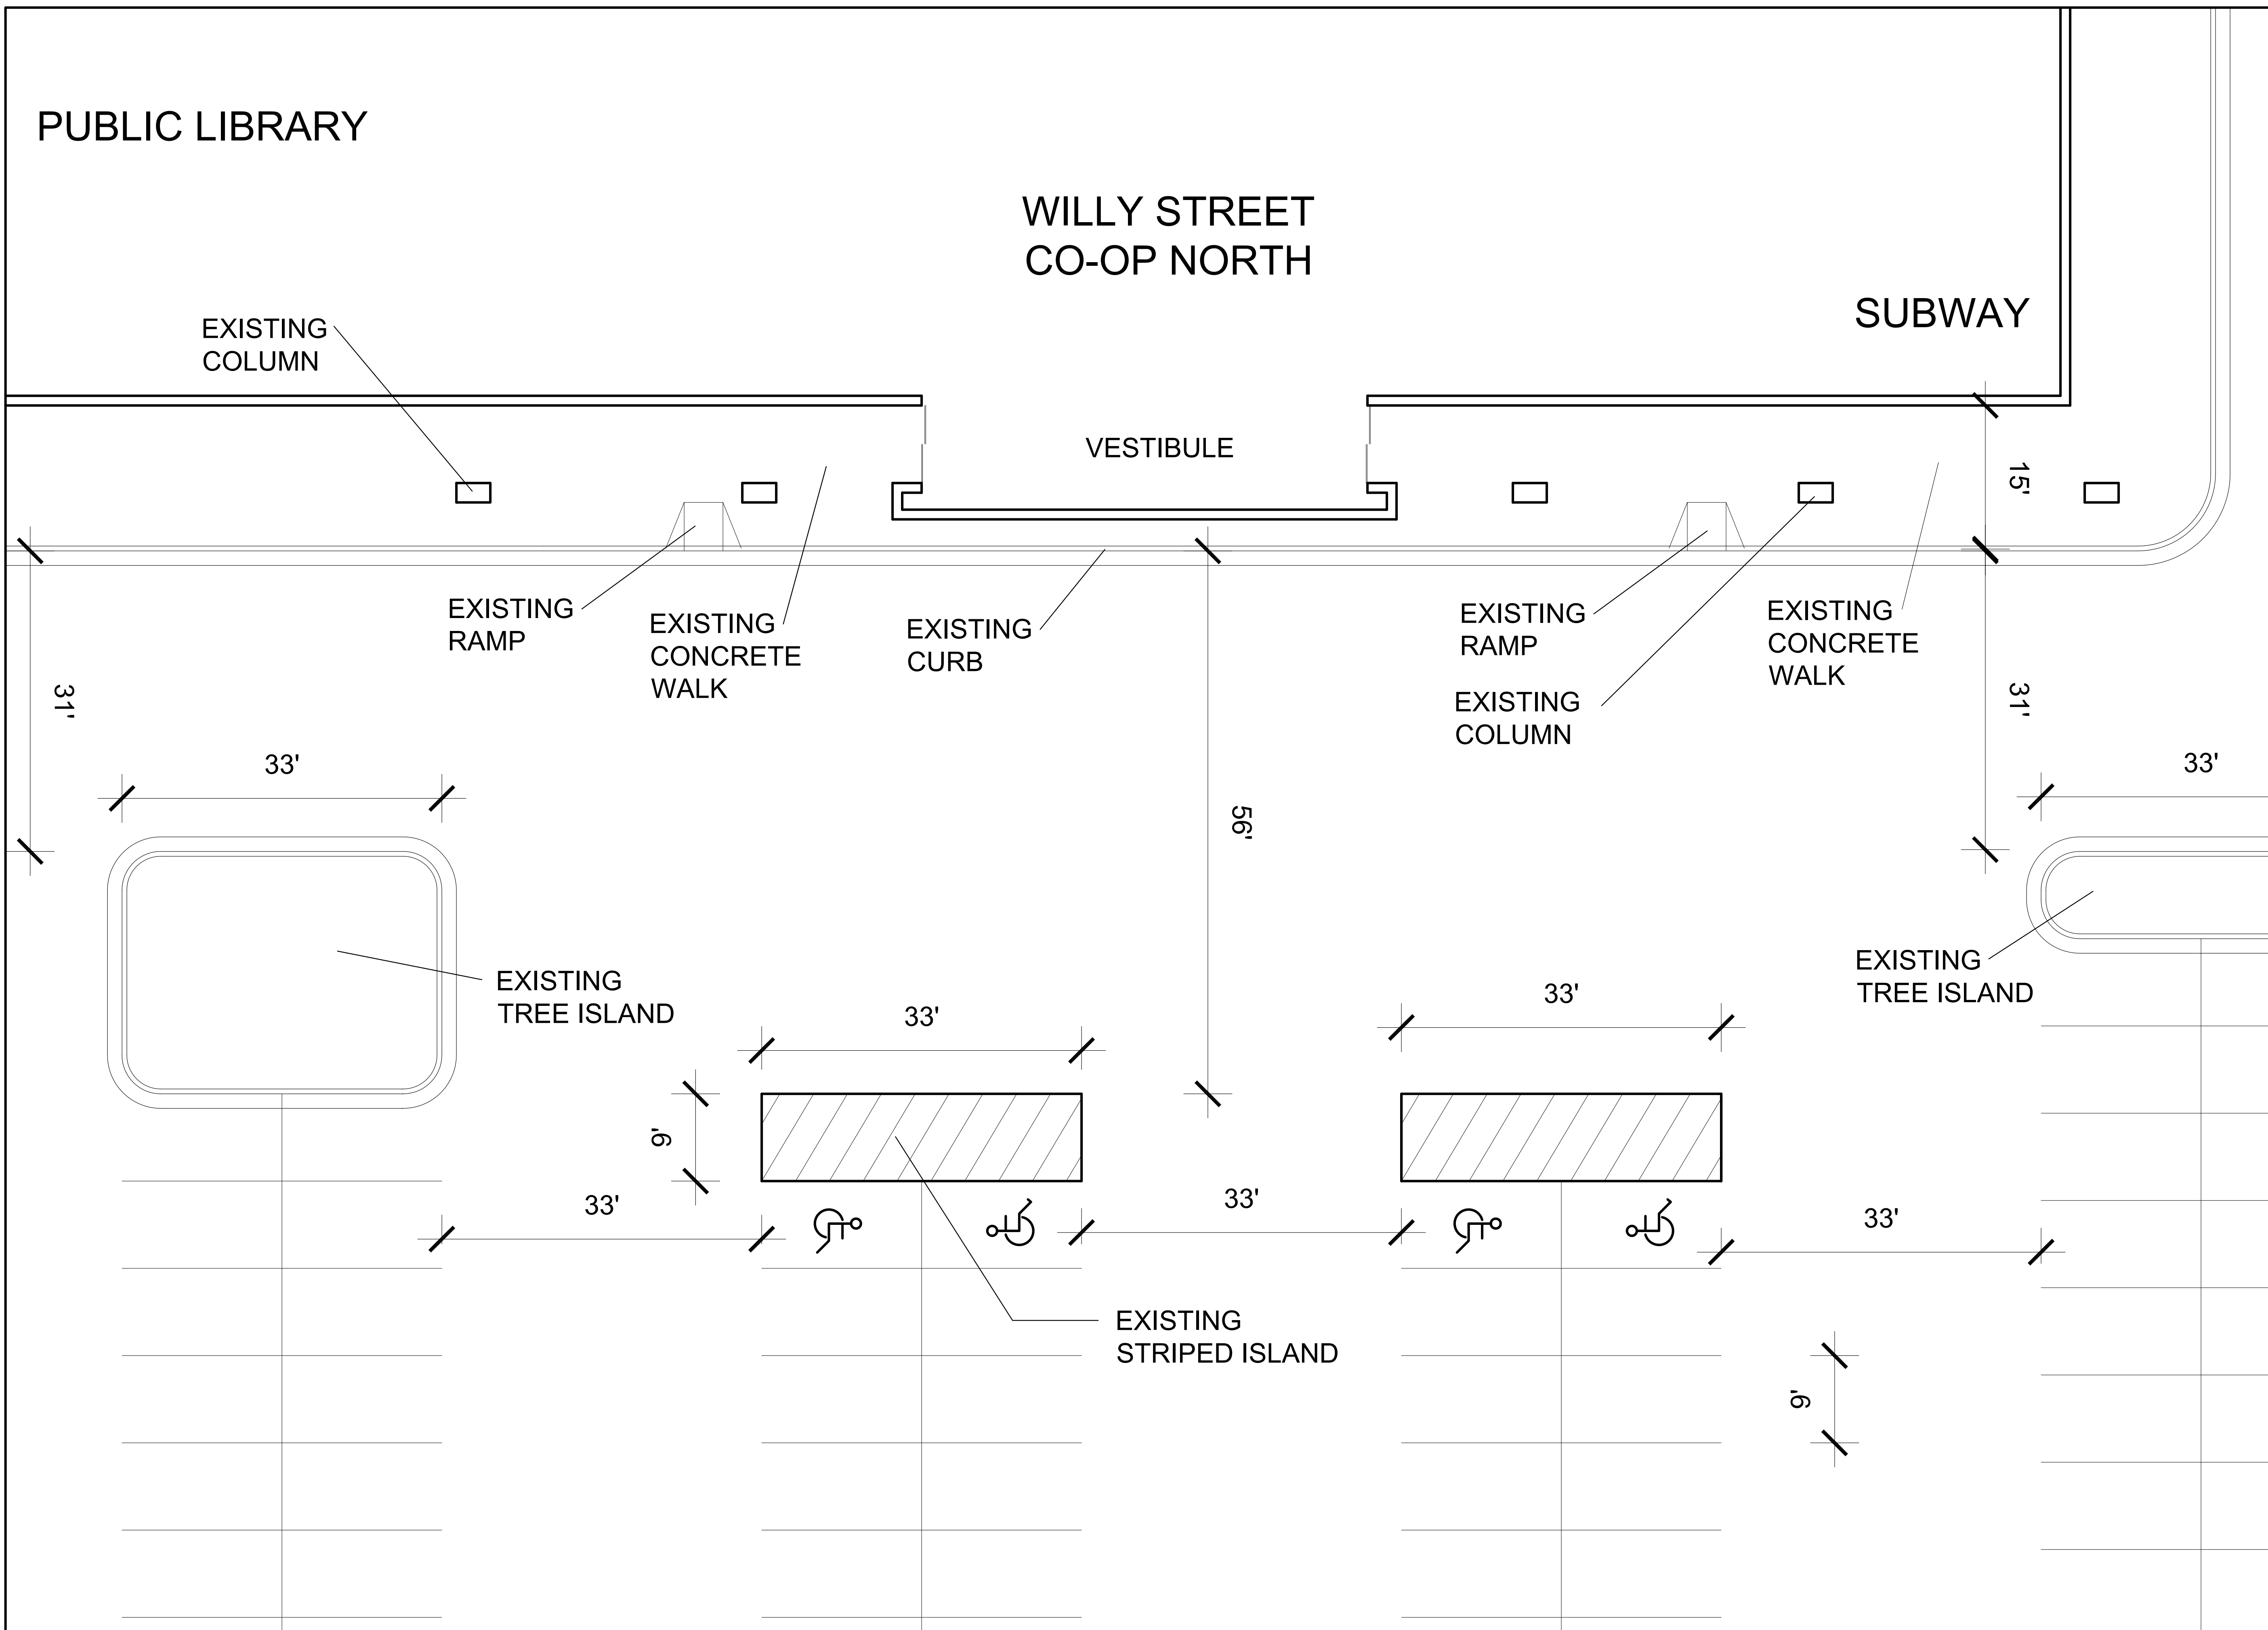 PUBLIC LIBRARY
WILLY STREET
CO-OP NORTH
SUBWAY
EXISTING
COLUMN
VESTIBULE
15'
EXISTING
RAMP
EXISTING
CONCRETE
WALK
EXISTING
CURB
EXISTING
RAMP
EXISTING
COLUMN
EXISTING
CONCRETE
WALK
31'
31'
33'
33'
56'
EXISTING
TREE ISLAND
EXISTING
TREE ISLAND
33'
33'
9'
33'
33'
33'
EXISTING
STRIPED ISLAND
9'